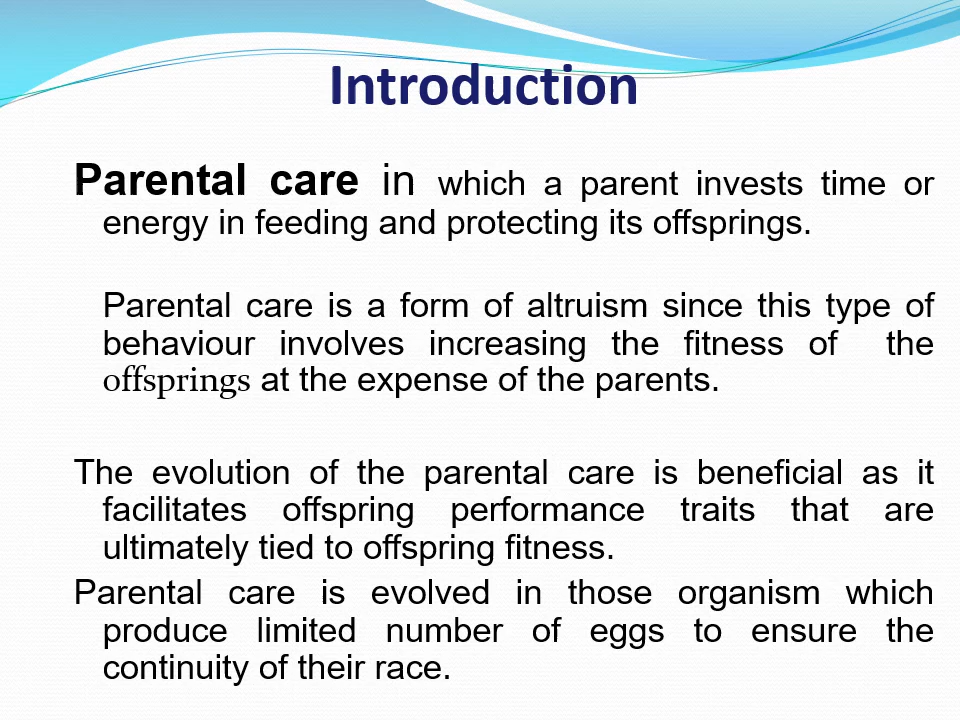 Introduction
Parental care in which a parent invests time or
energy in feeding and protecting its offsprings.
Parental care is a form of altruism since this type of
behaviour involves increasing the fitness of the
offsprings at the expense of the parents.
The evolution of the parental care is beneficial as it
facilitates offspring performance traits that are
ultimately tied to offspring fitness.
Parental care is evolved in those organism which
produce limited number of eggs to ensure the
continuity of their race.